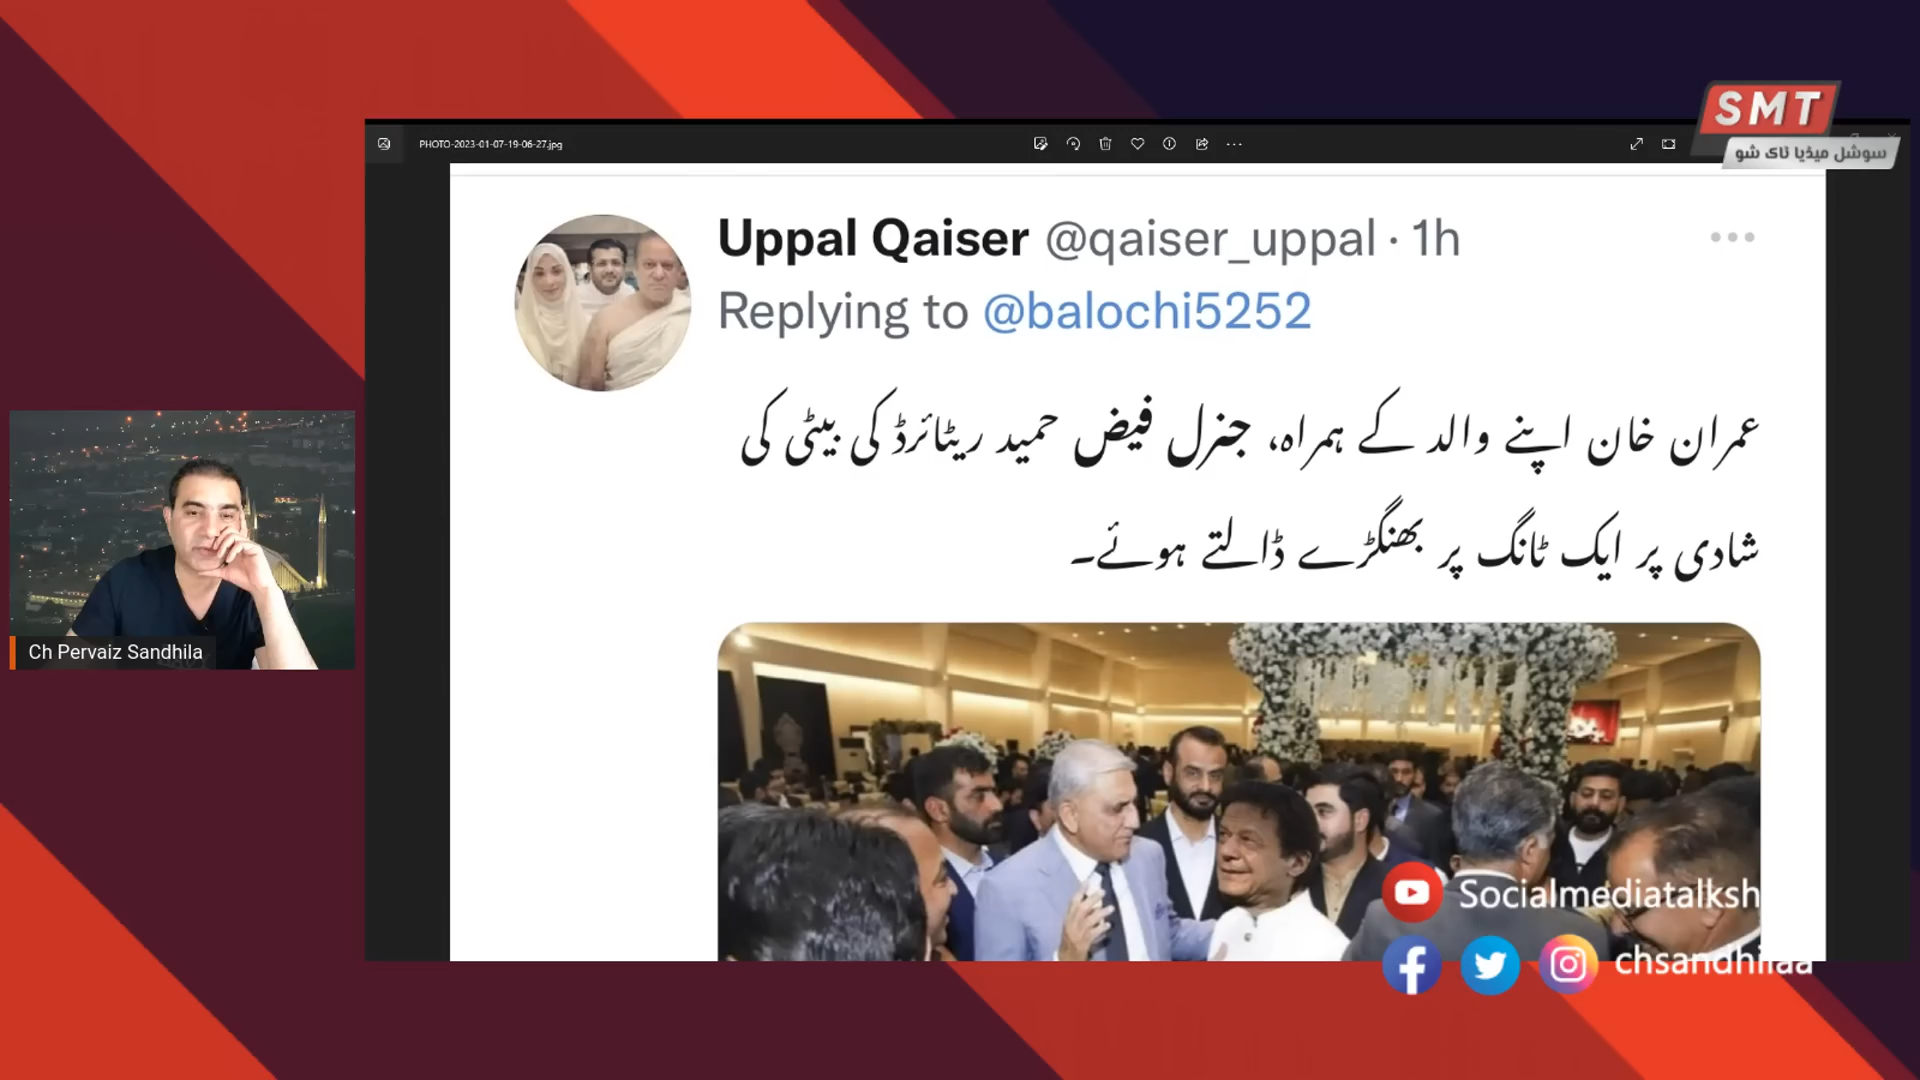 SMT
سوشل میڈیا ٹاک شو
PHOTO-2023-01-07-19-06-27.jpg
Uppal Qaiser @qaiser_uppal · 1h
Replying to @balochi5252
عمران خان اپنے والد کے ہمراہ، جنرل فیض حمید ریٹائرڈ کی بیٹی کی
شادی پر ایک ٹانگ پر بھنگڑے ڈالتے ہوئے۔
Ch Pervaiz Sandhila
Socialmediatalksh
chsandhilaa